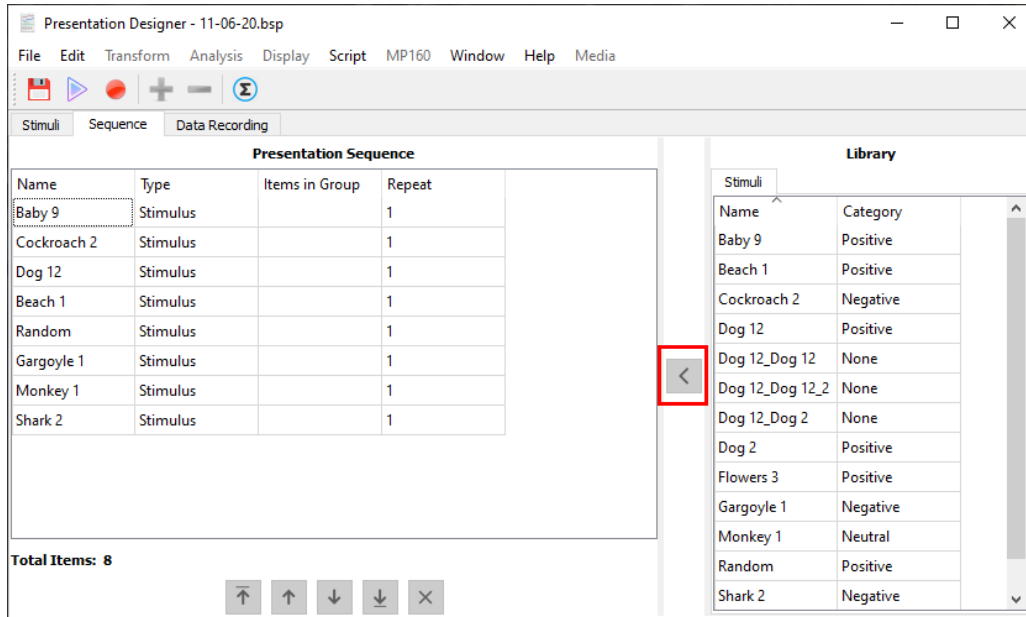 Presentation Designer - 11-06-20.bsp
File Edit Transform Analysis Display Script MP160 Window Help Media
Stimuli Sequence Data Recording
Presentation Sequence
Name Type Items in Group Repeat
Baby 9 Stimulus 1
Cockroach 2 Stimulus 1
Dog 12 Stimulus 1
Beach 1 Stimulus 1
Random Stimulus 1
Gargoyle 1 Stimulus 1
Monkey 1 Stimulus 1
Shark 2 Stimulus 1
Total Items: 8
Library
Stimuli
Name Category
Baby 9 Positive
Beach 1 Positive
Cockroach 2 Negative
Dog 12 Positive
Dog 12_Dog 12 None
Dog 12_Dog 12_2 None
Dog 12_Dog 2 None
Dog 2 Positive
Flowers 3 Positive
Gargoyle 1 Negative
Monkey 1 Neutral
Random Positive
Shark 2 Negative